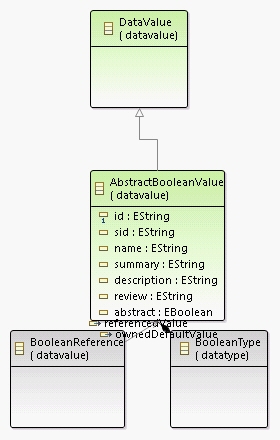 DataValue
( datavalue)
AbstractBooleanValue
( datavalue)
id : EString
sid : EString
name : EString
summary : EString
description : EString
review : EString
abstract : EBoolean
referencedValue
ownedDefaultValue
BooleanReference
( datavalue)
BooleanType
( datatype)